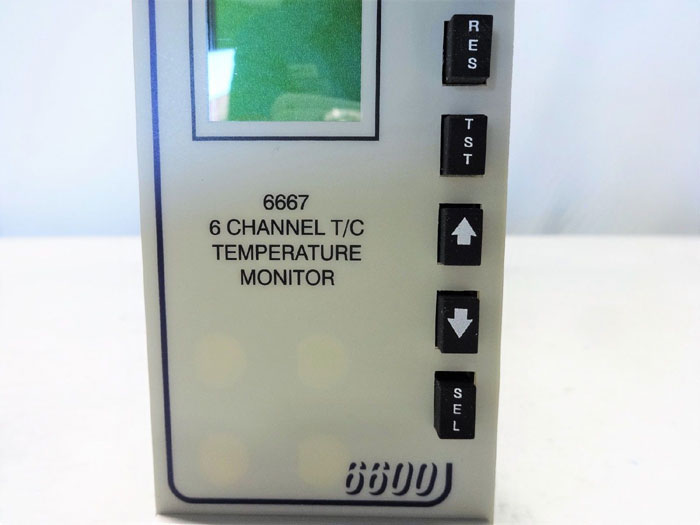 RES
TST
6667
6 CHANNEL T/C
TEMPERATURE
MONITOR
SEL
6600